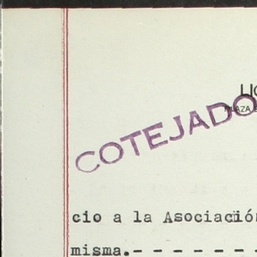 COTEJADO
cio a la Asociación
misma.- - - - - - - -